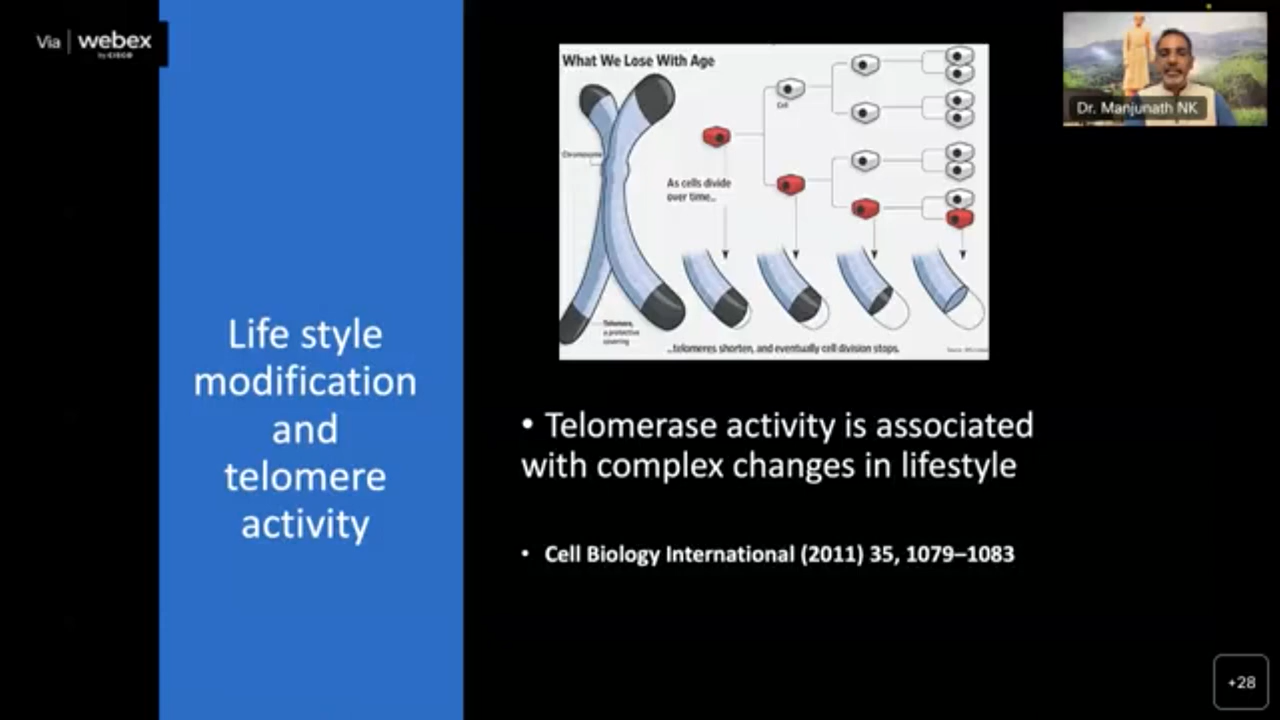 Via | webex
by CISCO
Life style
modification
and
telomere
activity
What We Lose With Age
Chromosome
Cell
As cells divide
over time...
Telomere,
a protective
covering
...telomeres shorten, and eventually cell division stops.
• Telomerase activity is associated
with complex changes in lifestyle
• Cell Biology International (2011) 35, 1079–1083
Dr. Manjunath NK
+28